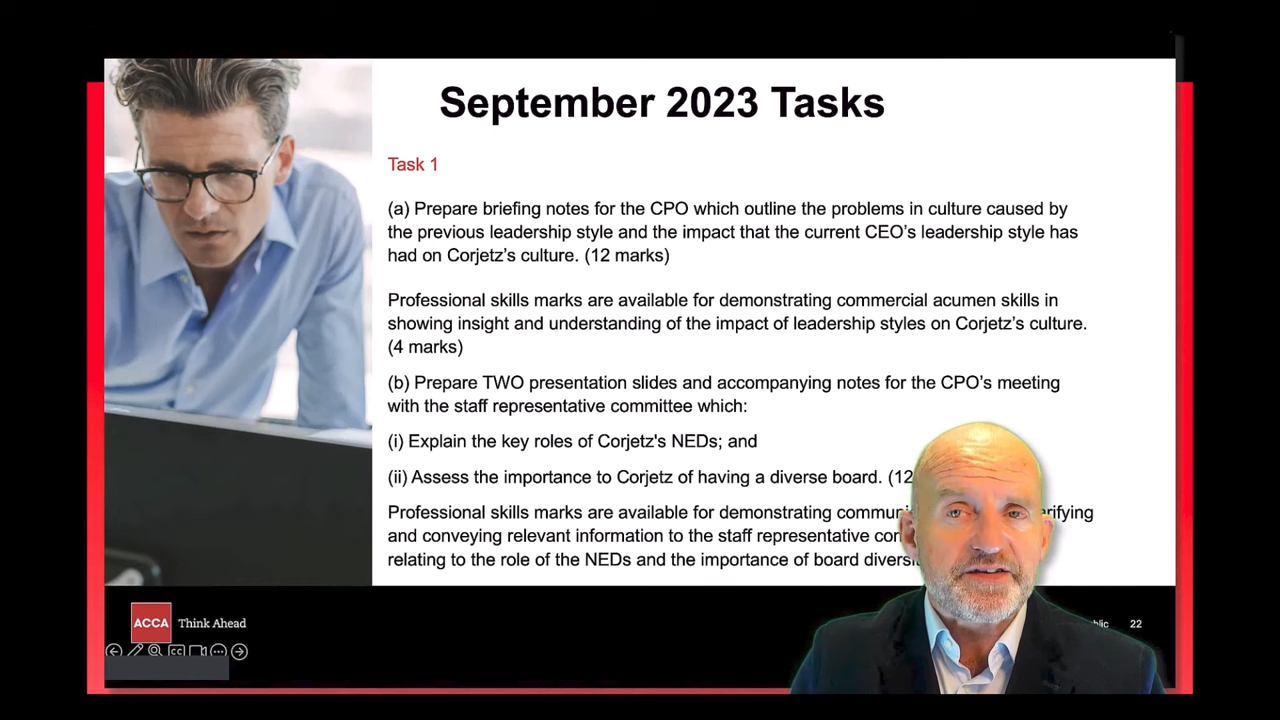 September 2023 Tasks
Task 1
(a) Prepare briefing notes for the CPO which outline the problems in culture caused by
the previous leadership style and the impact that the current CEO's leadership style has
had on Corjetz's culture. (12 marks)
Professional skills marks are available for demonstrating commercial acumen skills in
showing insight and understanding of the impact of leadership styles on Corjetz's culture.
(4 marks)
(b) Prepare TWO presentation slides and accompanying notes for the CPO's meeting
with the staff representative committee which:
(i) Explain the key roles of Corjetz's NEDs; and
(ii) Assess the importance to Corjetz of having a diverse board. (12
Professional skills marks are available for demonstrating
and conveying relevant information to the staff representative
relating to the role of the NEDs and the importance of board
ACCA Think Ahead
22
CC